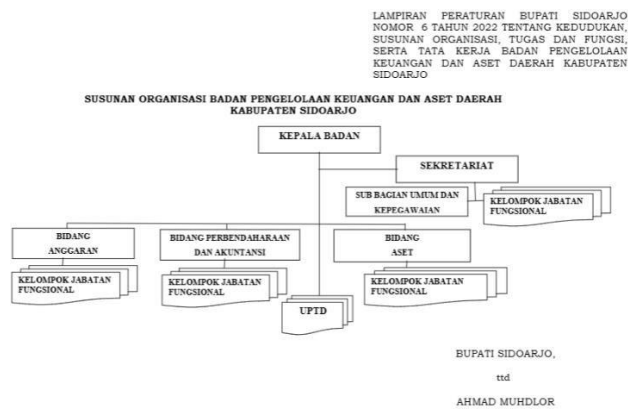 LAMPIRAN PERATURAN BUPATI SIDOARJO
NOMOR 6 TAHUN 2022 TENTANG KEDUDUKAN,
SUSUNAN ORGANISASI, TUGAS DAN FUNGSI,
SERTA TATA KERJA BADAN PENGELOLAAN
KEUANGAN DAN ASET DAERAH KABUPATEN
SIDOARJO
SUSUNAN ORGANISASI BADAN PENGELOLAAN KEUANGAN DAN ASET DAERAH
KABUPATEN SIDOARJO
KEPALA BADAN
SEKRETARIAT
SUB BAGIAN UMUM DAN
KEPEGAWAIAN
KELOMPOK JABATAN
FUNGSIONAL
BIDANG
ANGGARAN
BIDANG PERBENDAHARAAN
DAN AKUNTANSI
BIDANG
ASET
KELOMPOK JABATAN
FUNGSIONAL
KELOMPOK JABATAN
FUNGSIONAL
KELOMPOK JABATAN
FUNGSIONAL
UPTD
BUPATI SIDOARJO,
ttd
AHMAD MUHDLOR